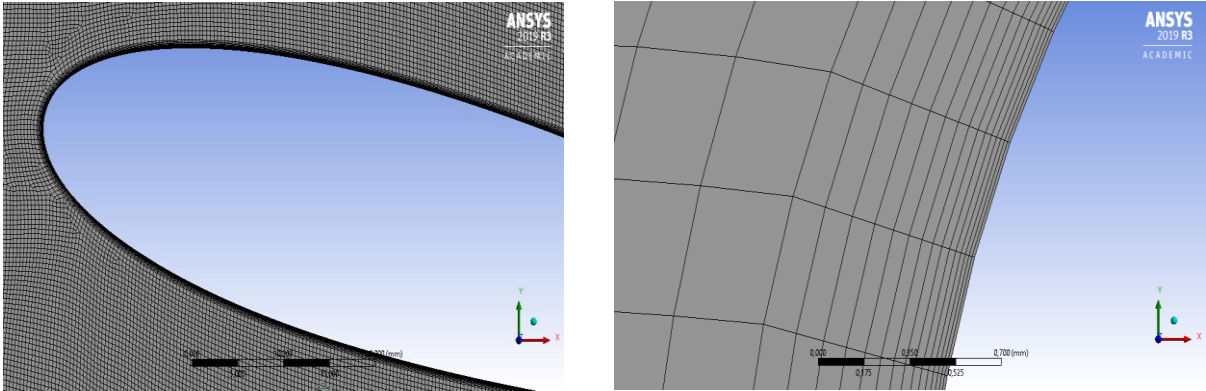 ANSYS
2019 R3
Y
X
ANSYS
2019 R3
ACADEMIC
Y
X
0,000
0,350
0,700 (mm)
0,175
0,525